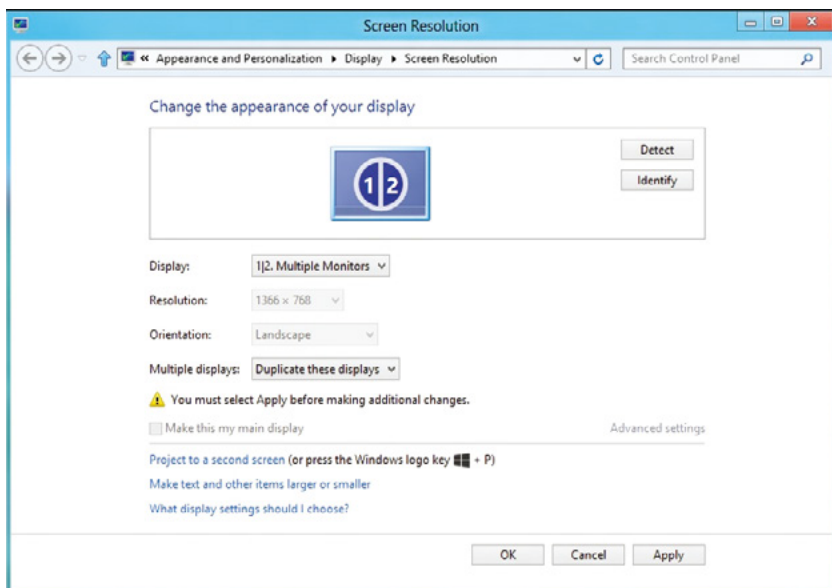 Screen Resolution
« Appearance and Personalization Display Screen Resolution Search Control Panel
Change the appearance of your display
1|2
Detect
Identify
Display: 1|2. Multiple Monitors
Resolution: 1366 × 768
Orientation: Landscape
Multiple displays: Duplicate these displays
You must select Apply before making additional changes.
Make this my main display Advanced settings
Project to a second screen (or press the Windows logo key + P)
Make text and other items larger or smaller
What display settings should I choose?
OK Cancel Apply